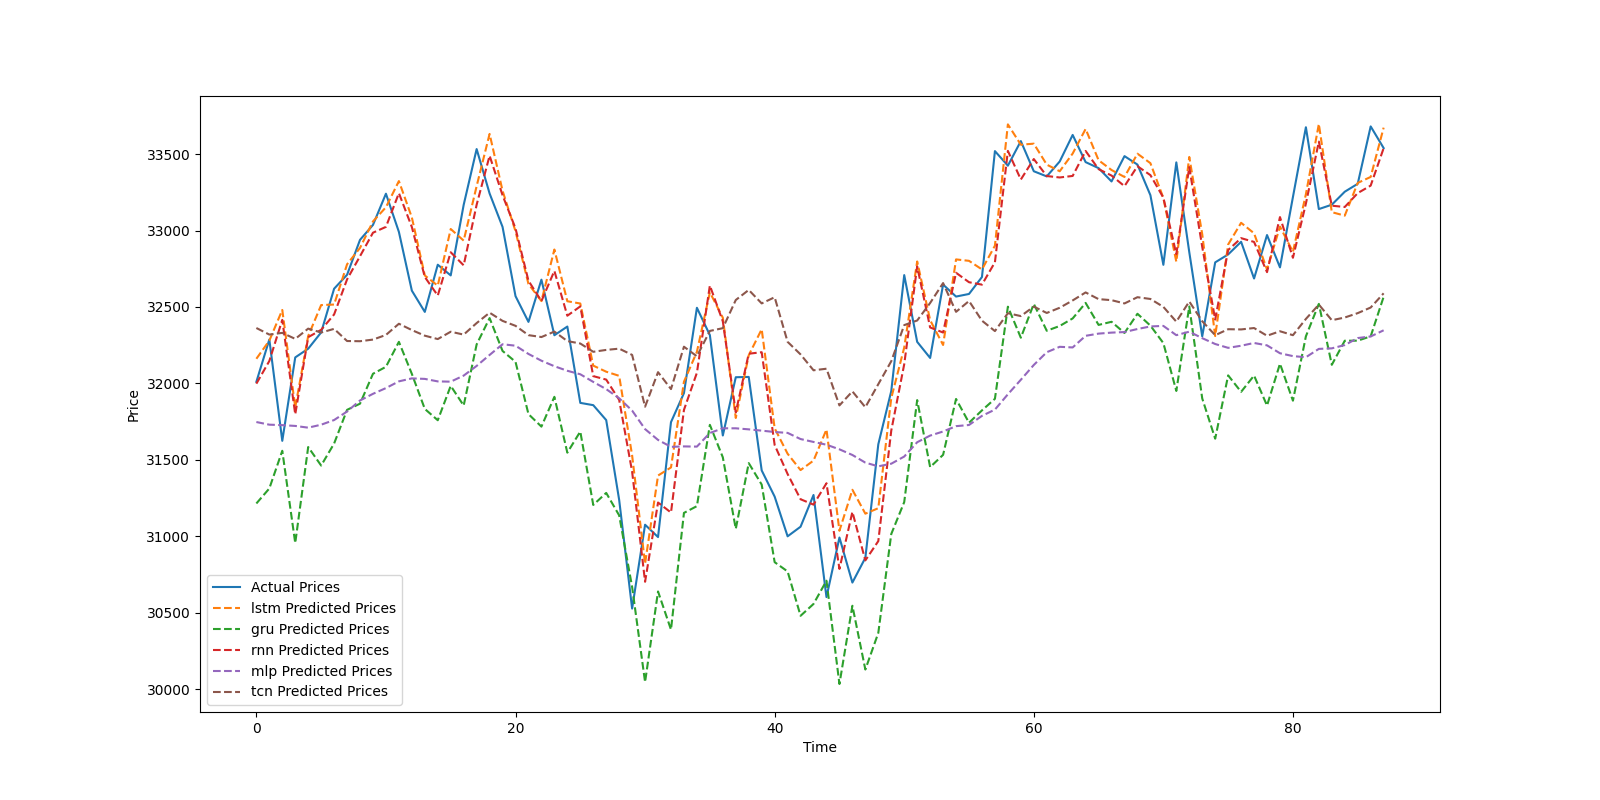 33500
33000
32500
32000
31500
31000
30500
30000
Price
Actual Prices
lstm Predicted Prices
gru Predicted Prices
rnn Predicted Prices
mlp Predicted Prices
tcn Predicted Prices
0 20 40 60 80
Time